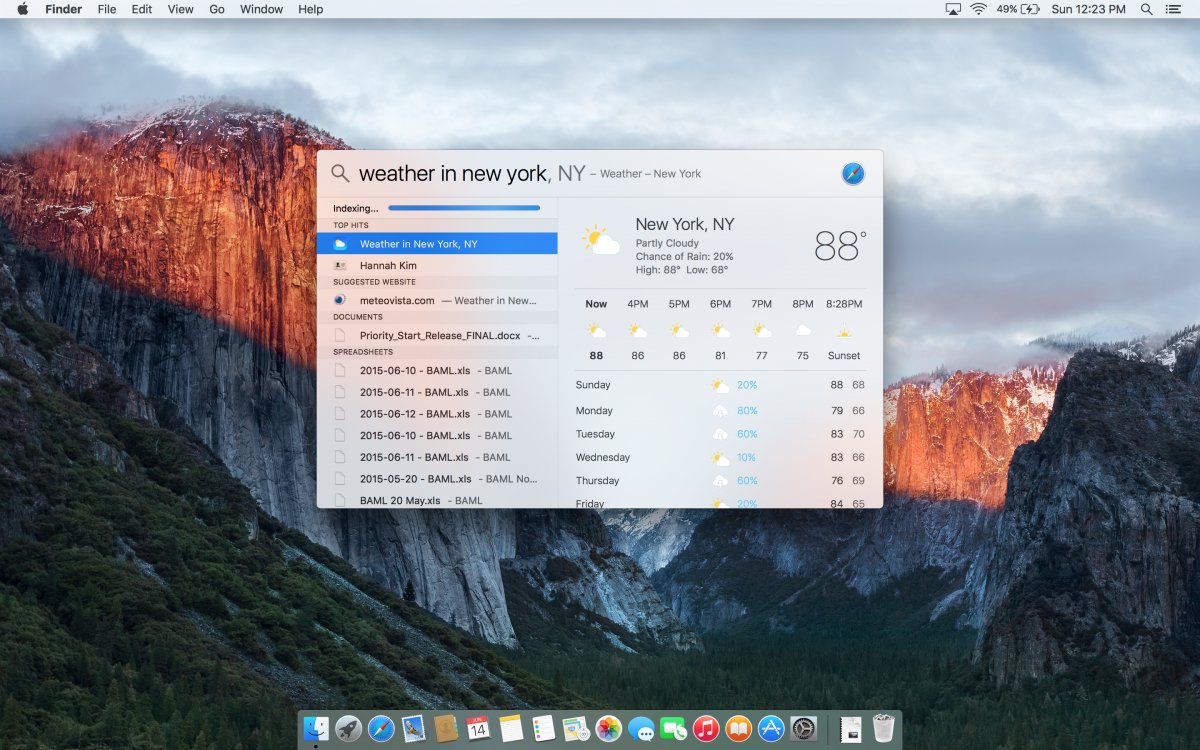 Finder File Edit View Go Window Help 49% Sun 12:23 PM
weather in new york, NY – Weather – New York
Indexing...
TOP HITS
Weather in New York, NY
Hannah Kim
SUGGESTED WEBSITE
meteovista.com — Weather in New...
DOCUMENTS
Priority_Start_Release_FINAL.docx -...
SPREADSHEETS
2015-06-10 - BAML.xls - BAML
2015-06-11 - BAML.xls - BAML
2015-06-12 - BAML.xls - BAML
2015-06-10 - BAML.xls - BAML
2015-06-11 - BAML.xls - BAML
2015-05-20 - BAML.xls - BAML No...
BAML 20 May.xls - BAML
New York, NY
Partly Cloudy
Chance of Rain: 20%
High: 88° Low: 68°
88°
Now 4PM 5PM 6PM 7PM 8PM 8:28PM
88 86 86 81 77 75 Sunset
Sunday 20% 88 68
Monday 80% 79 66
Tuesday 60% 83 70
Wednesday 10% 83 66
Thursday 60% 76 69
Friday 20% 84 65
14